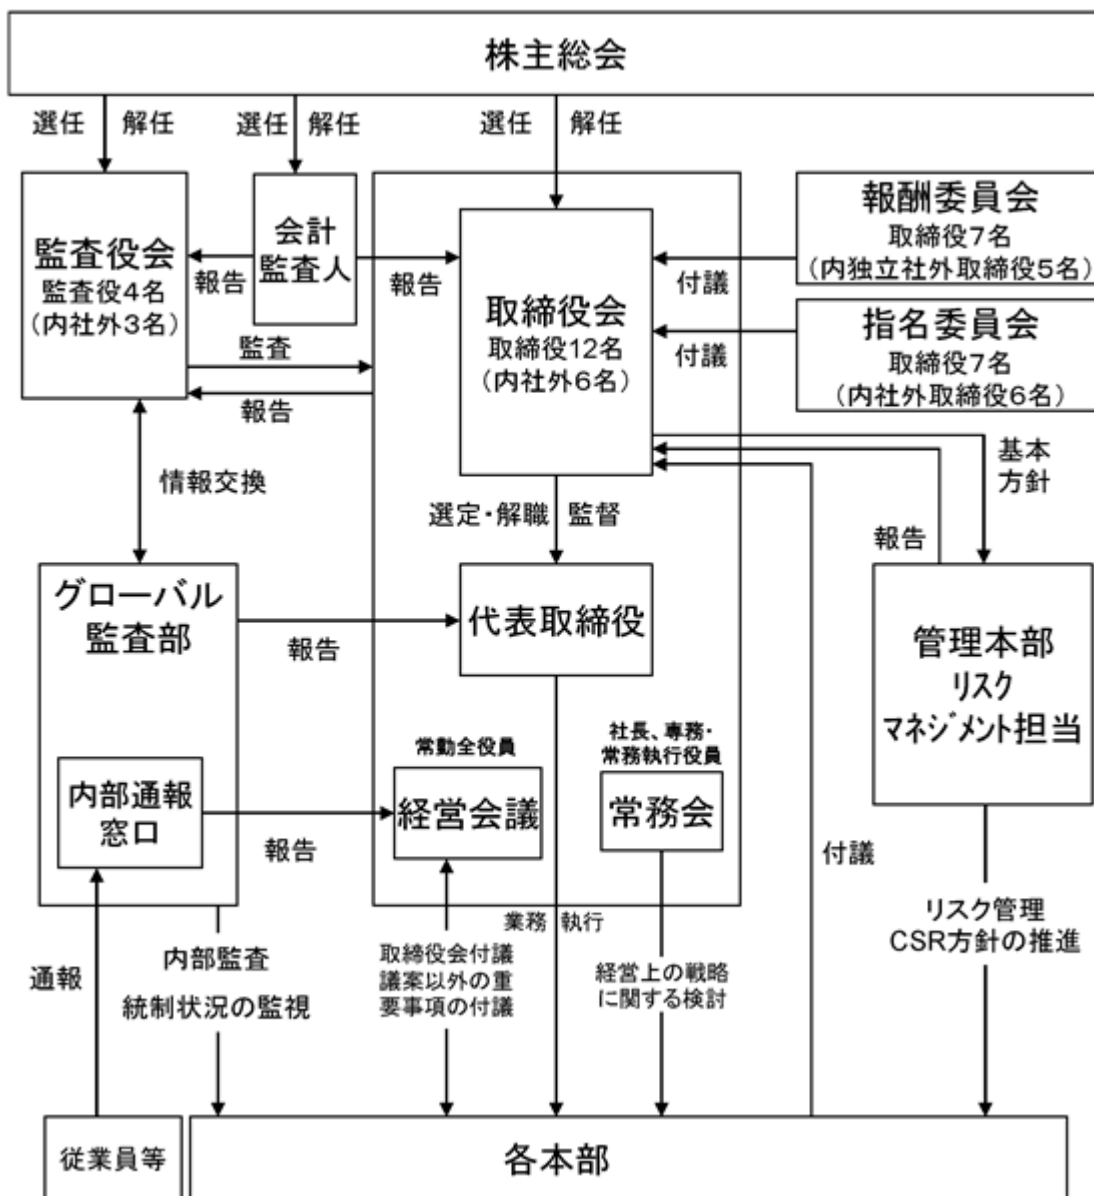 株主総会
選任 解任
選任 解任
選任 解任
監査役会
監査役4名
(内社外3名)
会計
監査人
報告
報告
取締役会
取締役12名
(内社外6名)
報酬委員会
取締役7名
(内独立社外取締役5名)
付議
指名委員会
取締役7名
(内社外取締役6名)
付議
監査
報告
情報交換
基本
方針
報告
選定・解職 監督
グローバル
監査部
報告
代表取締役
管理本部
リスク
マネジメント担当
内部通報
窓口
報告
常勤全役員
経営会議
社長、専務・
常務執行役員
常務会
付議
業務 執行
通報
内部監査
統制状況の監視
取締役会付議
議案以外の重
要事項の付議
経営上の戦略
に関する検討
リスク管理
CSR方針の推進
従業員等
各本部